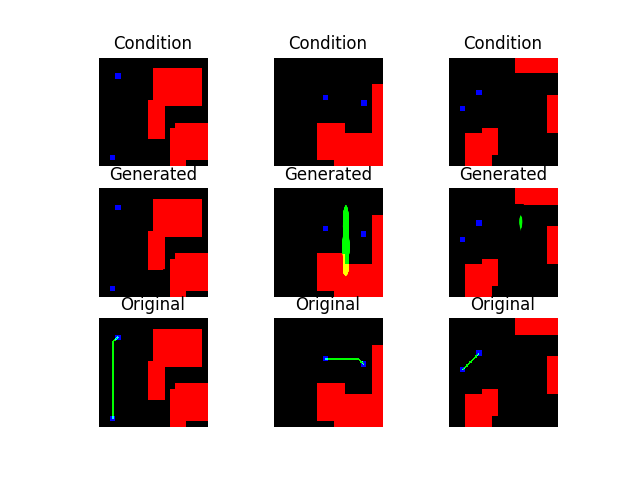 Condition Condition Condition
Generated Generated Generated
Original Original Original